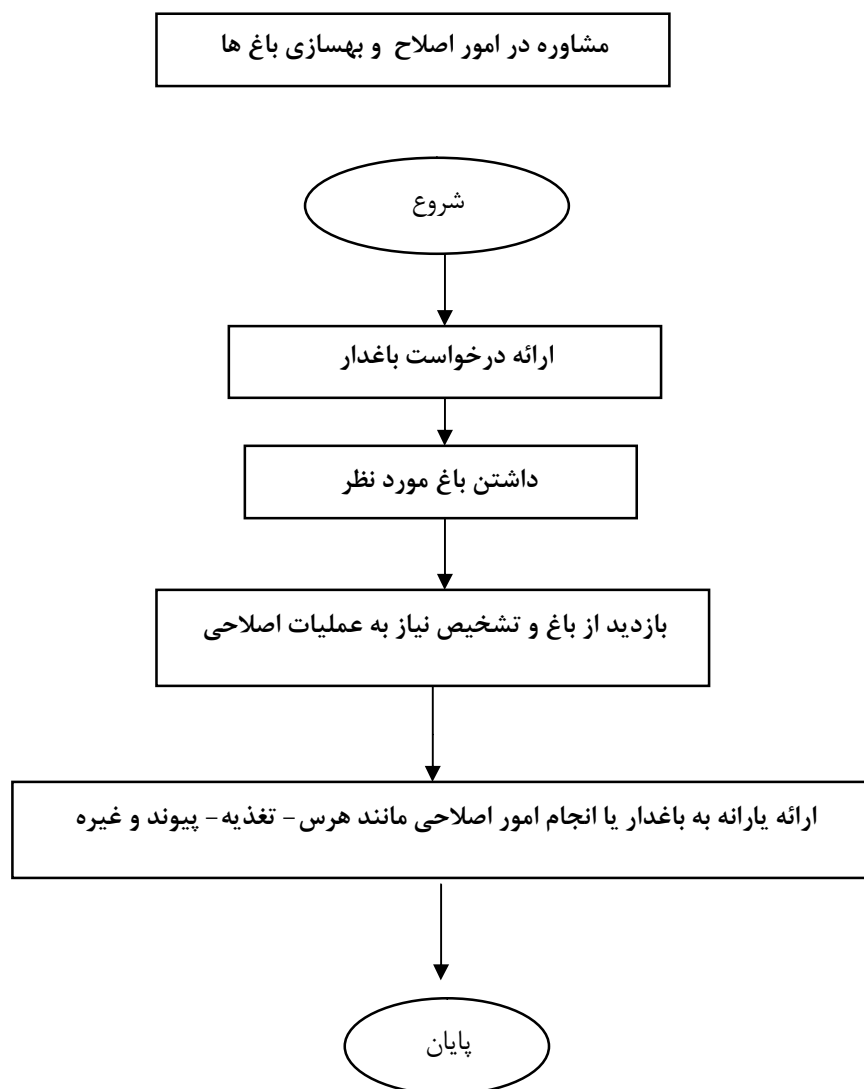 مشاوره در امور اصلاح و بهسازی باغ ها
شروع
ارائه درخواست باغدار
داشتن باغ مورد نظر
بازدید از باغ و تشخیص نیاز به عملیات اصلاحی
ارائه یارانه به باغدار یا انجام امور اصلاحی مانند هرس – تغذیه – پیوند و غیره
پایان